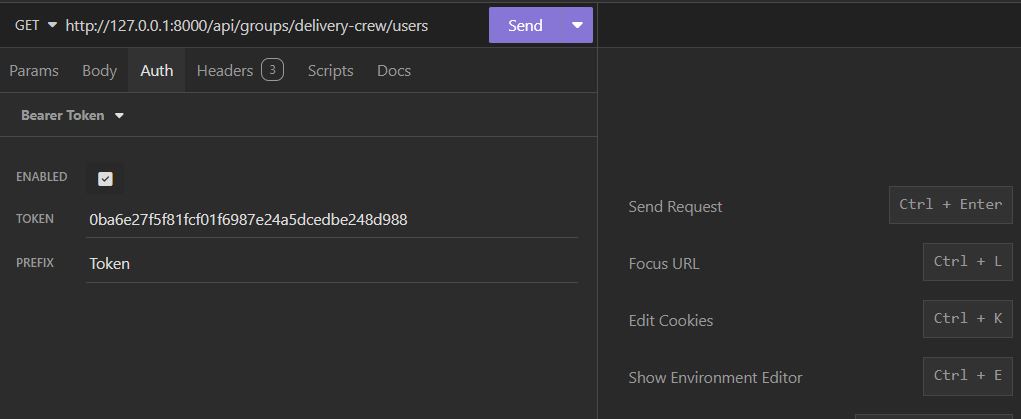 GET http://127.0.0.1:8000/api/groups/delivery-crew/users Send
Params Body Auth Headers 3 Scripts Docs
Bearer Token
ENABLED
TOKEN 0ba6e27f5f81fcf01f6987e24a5dcedbe248d988
PREFIX Token
Send Request Ctrl + Enter
Focus URL Ctrl + L
Edit Cookies Ctrl + K
Show Environment Editor Ctrl + E